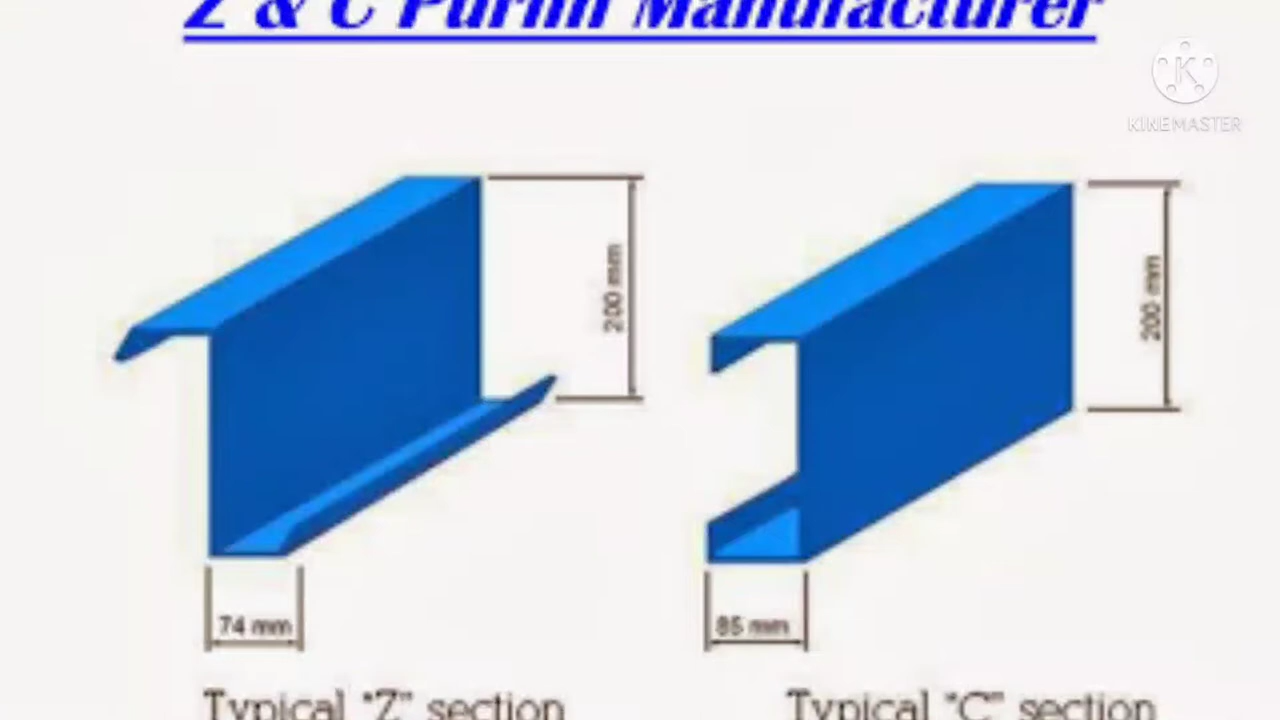 Z & C Purlin Manufacturer
K
KINEMASTER
200 mm
200 mm
74 mm
85 mm
Typical "Z" section
Typical "C" section